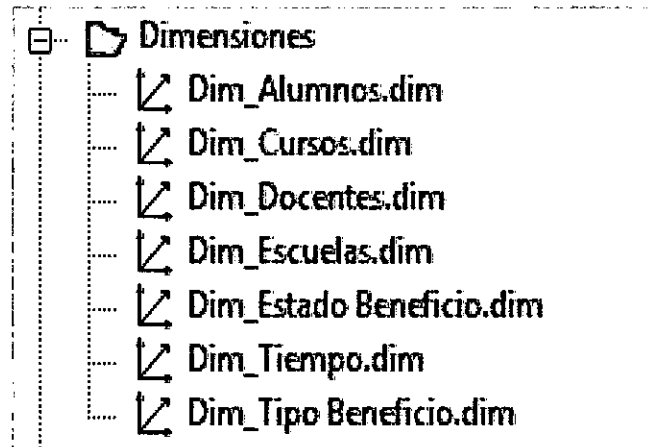 Dimensiones
Dim_Alumnos.dim
Dim_Cursos.dim
Dim_Docentes.dim
Dim_Escuelas.dim
Dim_Estado Beneficio.dim
Dim_Tiempo.dim
Dim_Tipo Beneficio.dim